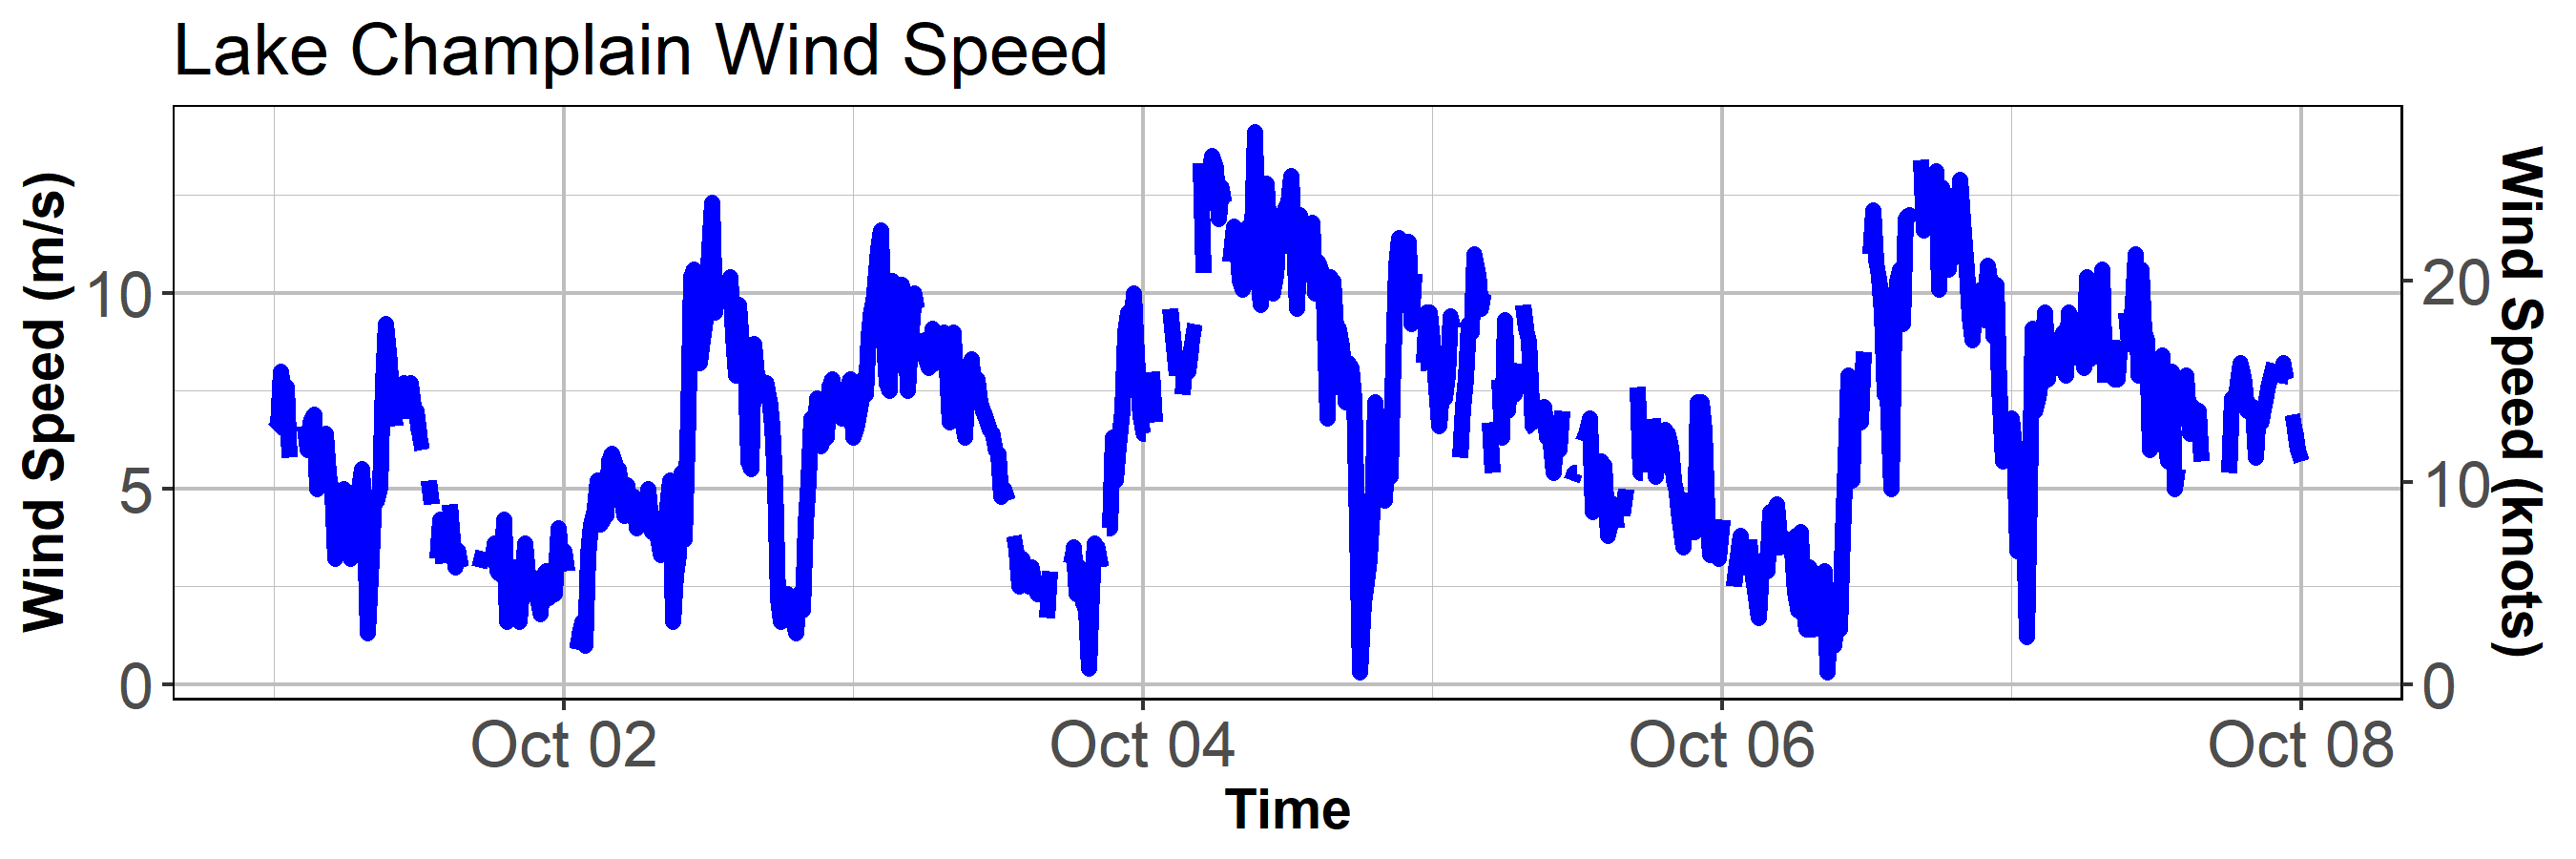 Lake Champlain Wind Speed
Wind Speed (m/s)
10
5
0
20
10
0
Wind Speed (knots)
Oct 02
Oct 04
Oct 06
Oct 08
Time